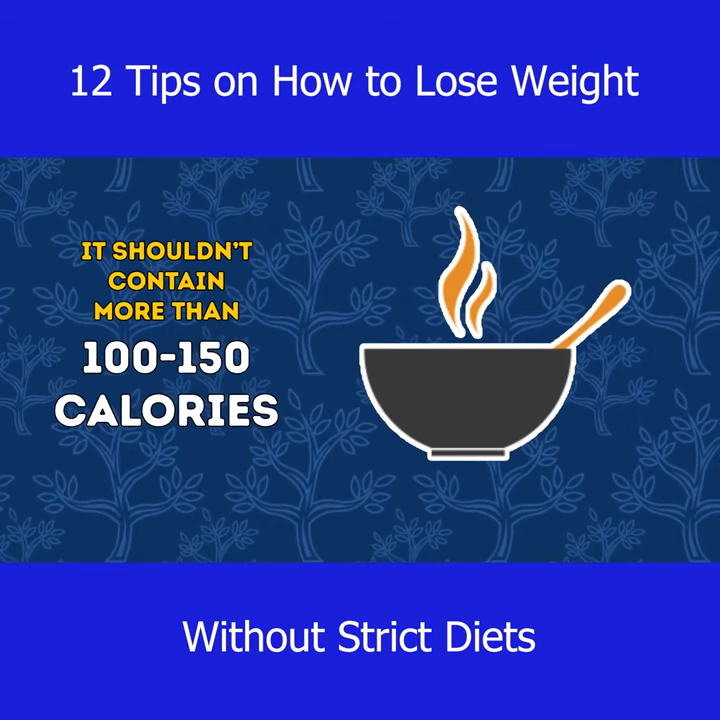 12 Tips on How to Lose Weight
IT SHOULDN'T
CONTAIN
MORE THAN
100-150
CALORIES
Without Strict Diets